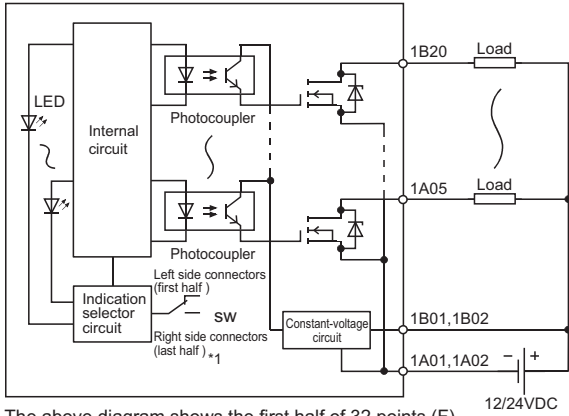 1B20
Load
LED
Internal
circuit
Photocoupler
1A05
Load
Photocoupler
Left side connectors
(first half )
Indication
selector
circuit
SW
Right side connectors
(last half ) *1
Constant-voltage
circuit
1B01,1B02
1A01,1A02
− +
12/24VDC
The above diagram shows the first half of 32 points (F).